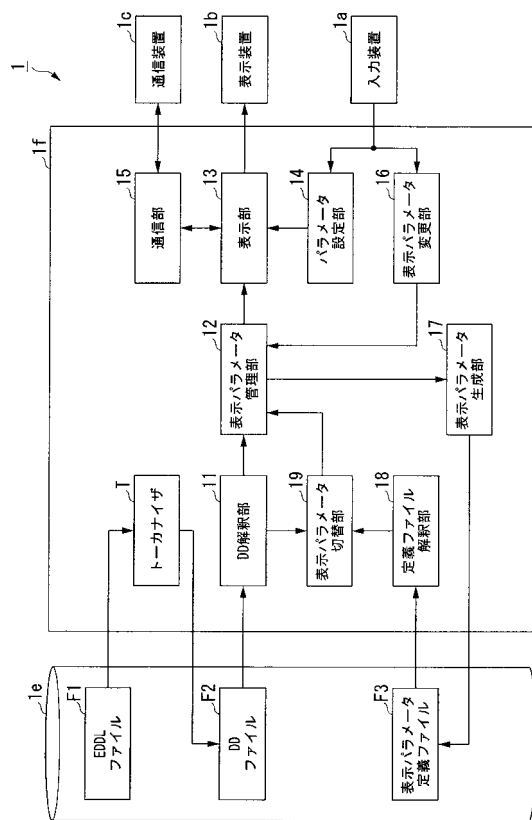 1
1e
F1
EDDL
ファイル
F2
DD
ファイル
F3
表示パラメータ
定義ファイル
1f
T
トーカナイザ
11
DD解釈部
19
表示パラメータ
切替部
18
定義ファイル
解釈部
12
表示パラメータ
管理部
17
表示パラメータ
生成部
15
通信部
13
表示部
14
パラメータ
設定部
16
表示パラメータ
変更部
1c
通信装置
1b
表示装置
1a
入力装置